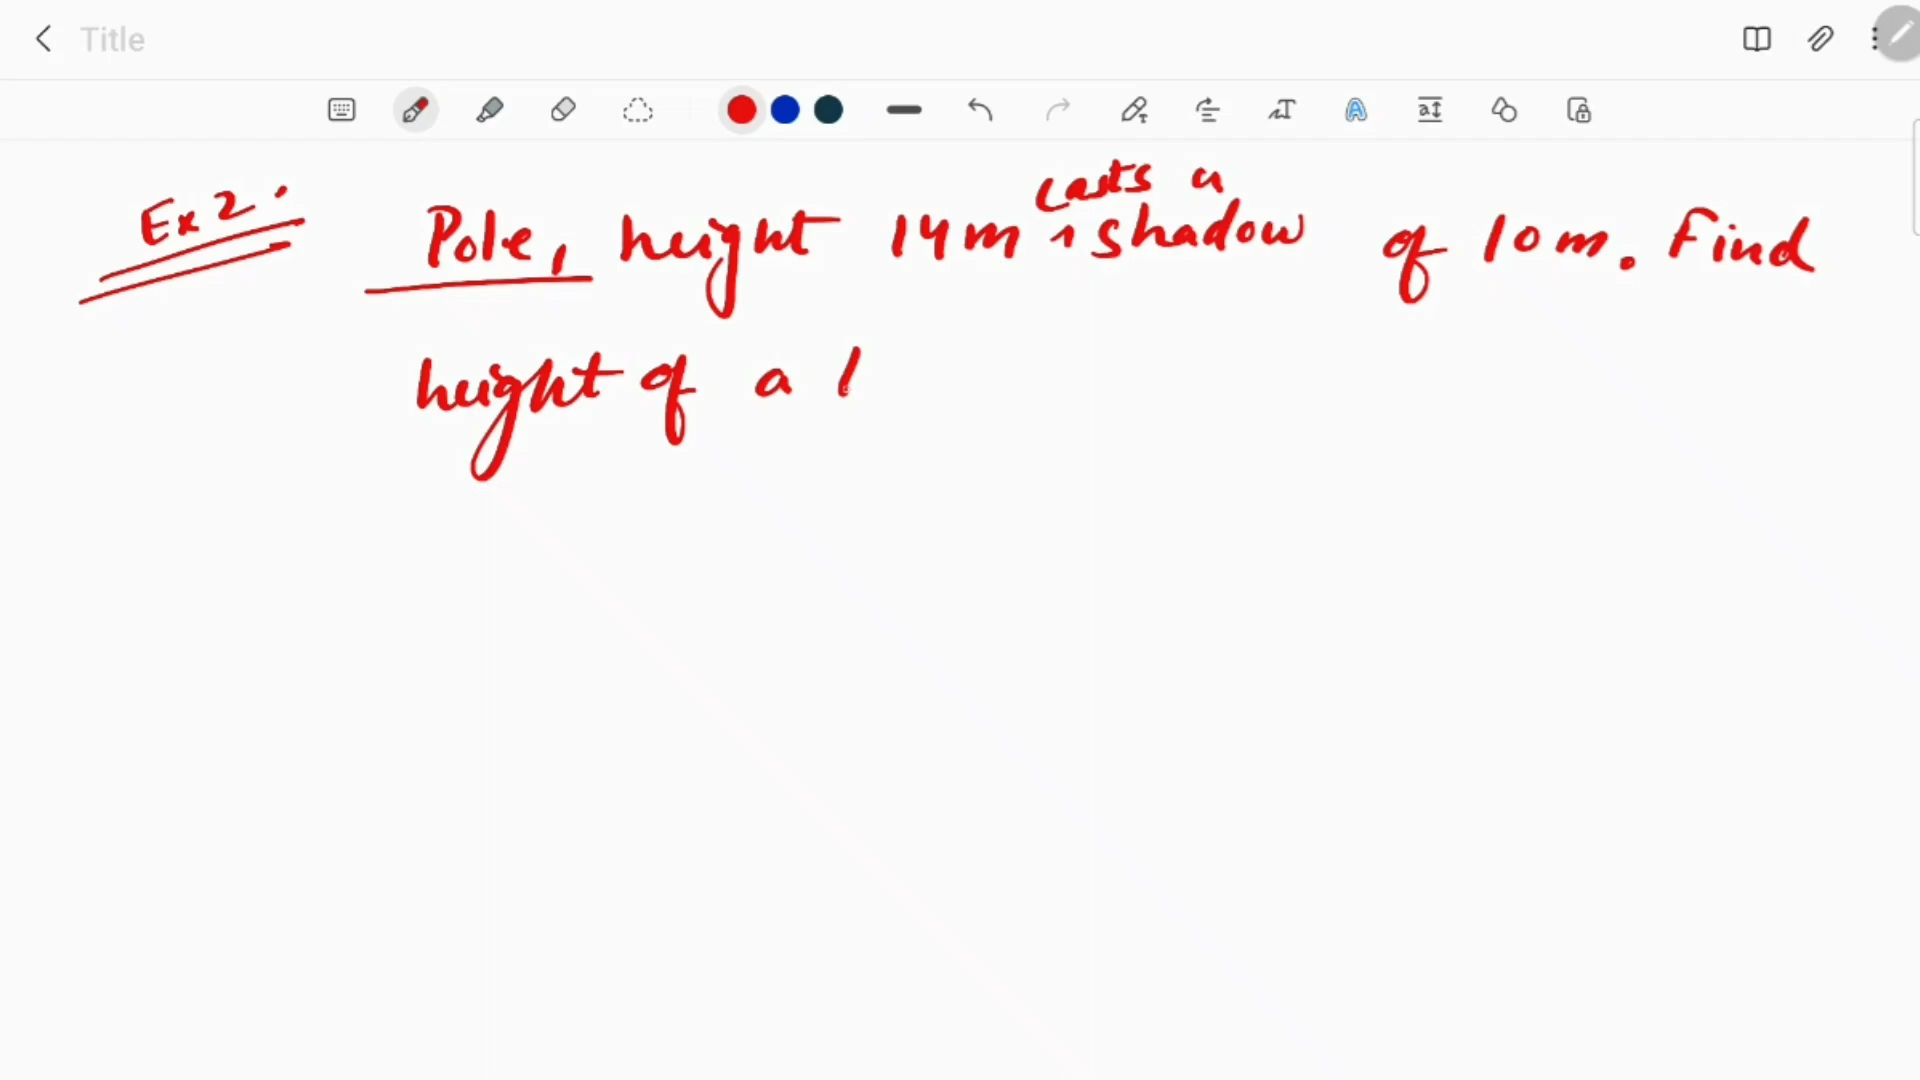 Title
Ex 2:
casts a
Pole, height 14m ^ shadow of 10m. Find
height of a